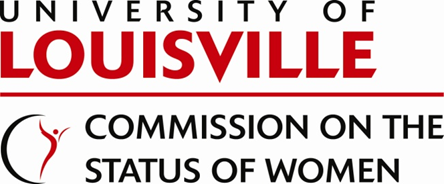 UNIVERSITY OF
LOUISVILLE
COMMISSION ON THE
STATUS OF WOMEN